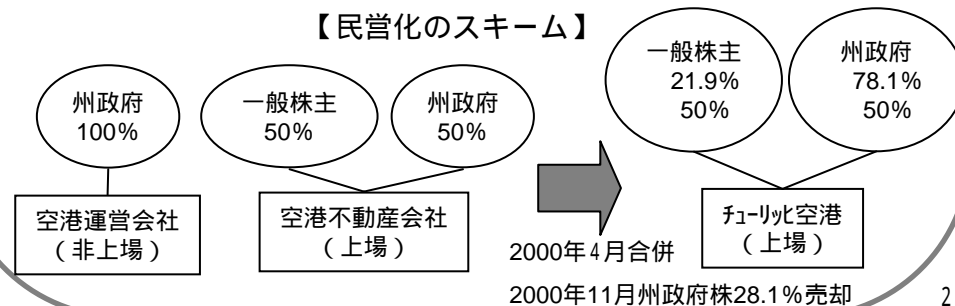 【民営化のスキーム】
州政府
100%
一般株主
50%
州政府
50%
一般株主
21.9%
50%
州政府
78.1%
50%
空港運営会社
(非上場)
空港不動産会社
(上場)
ﾁｭｰﾘｯﾋ空港
(上場)
2000年4月合併
2000年11月州政府株28.1%売却
2